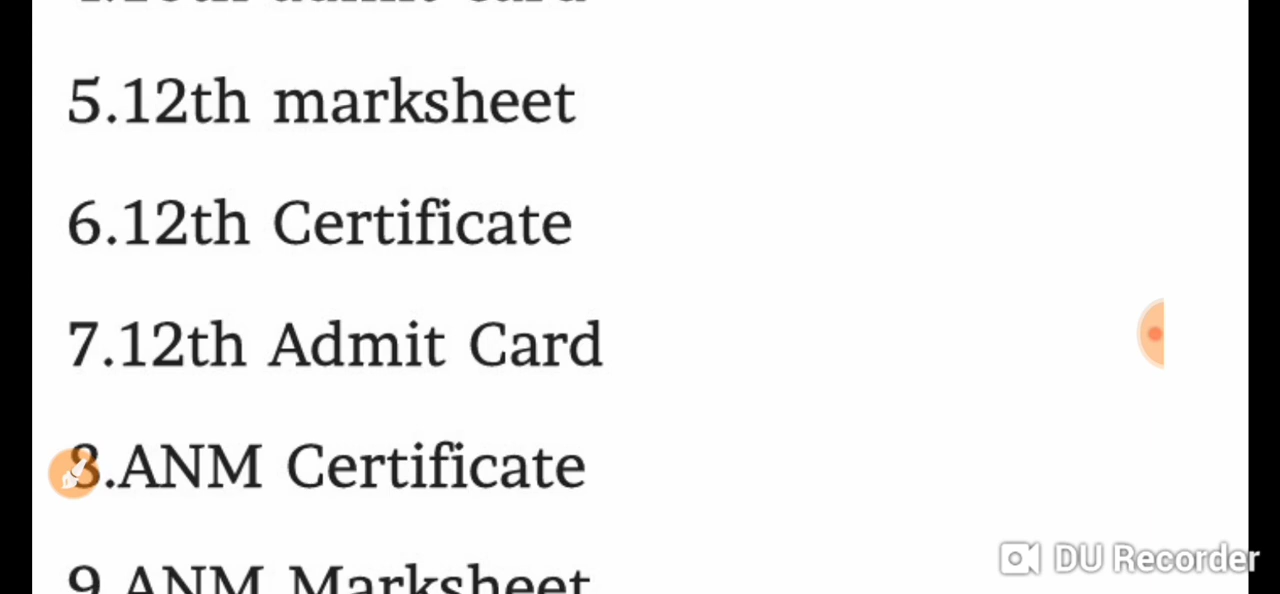 5.12th marksheet
6.12th Certificate
7.12th Admit Card
8.ANM Certificate
9.ANM Marksheet
DU Recorder